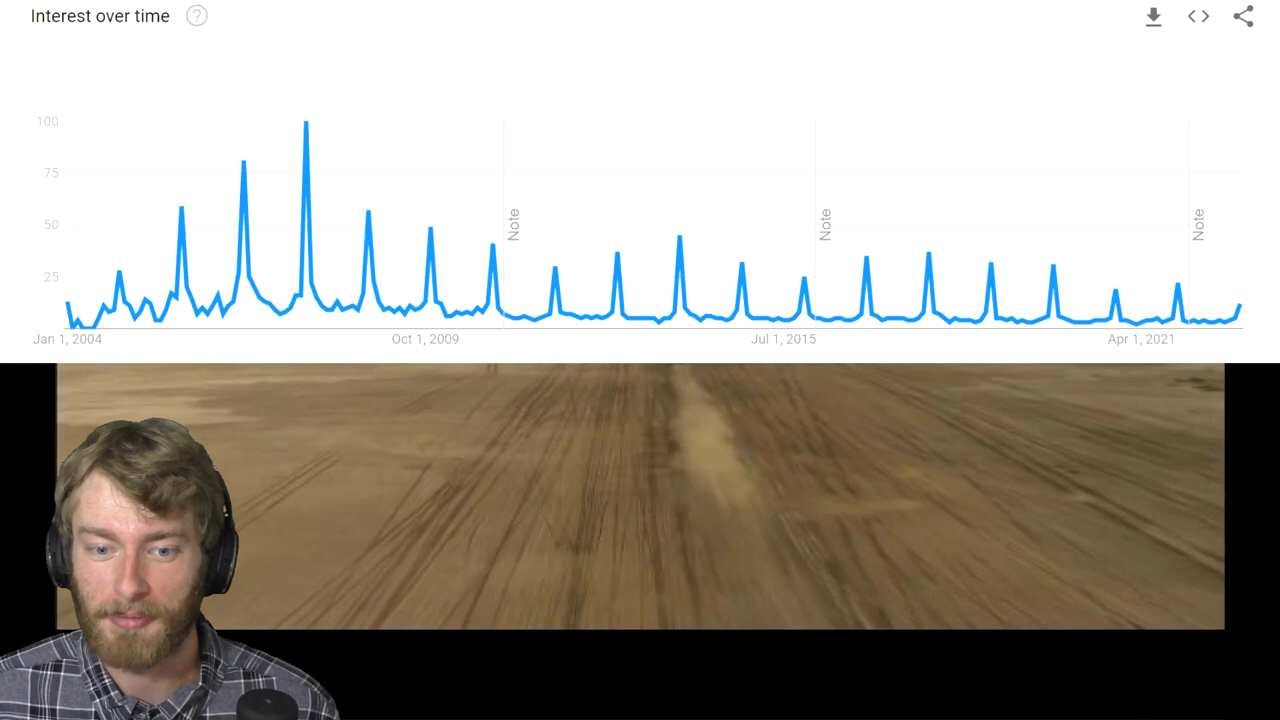 Interest over time ?
100
75
50
25
Note
Note
Note
Jan 1, 2004
Oct 1, 2009
Jul 1, 2015
Apr 1, 2021